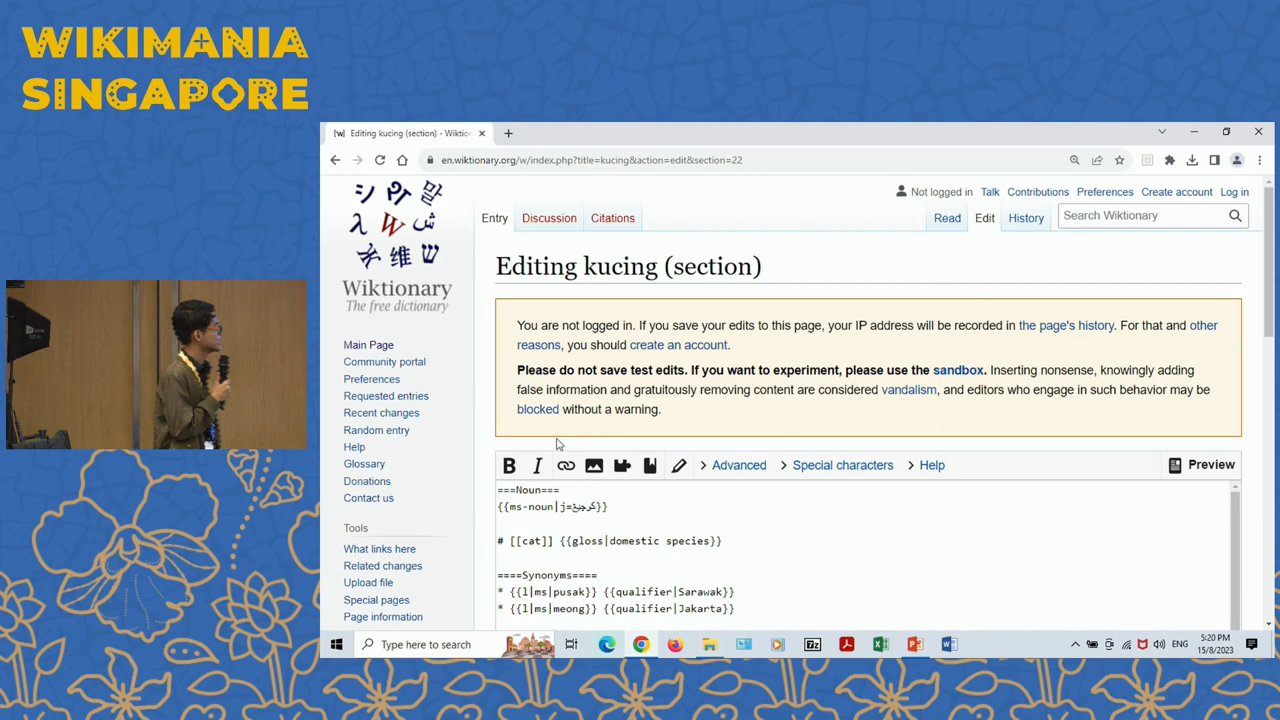 WIKIMANIA
SINGAPORE
Editing kucing (section) - Wiktion
en.wiktionary.org/w/index.php?title=kucing&action=edit&section=22
Not logged in Talk Contributions Preferences Create account Log in
Entry Discussion Citations Read Edit History Search Wiktionary
Wiktionary
The free dictionary
Main Page
Community portal
Preferences
Requested entries
Recent changes
Random entry
Help
Glossary
Donations
Contact us
Tools
What links here
Related changes
Upload file
Special pages
Page information
Editing kucing (section)
You are not logged in. If you save your edits to this page, your IP address will be recorded in the page's history. For that and other
reasons, you should create an account.
Please do not save test edits. If you want to experiment, please use the sandbox. Inserting nonsense, knowingly adding
false information and gratuitously removing content are considered vandalism, and editors who engage in such behavior may be
blocked without a warning.
B I Advanced Special characters Help Preview
===Noun===
{{ms-noun|j=كوچيڠ}}
# [[cat]] {{gloss|domestic species}}
====Synonyms====
* {{l|ms|pusak}} {{qualifier|Sarawak}}
* {{l|ms|meong}} {{qualifier|Jakarta}}
Type here to search
ENG
5:20 PM
15/8/2023